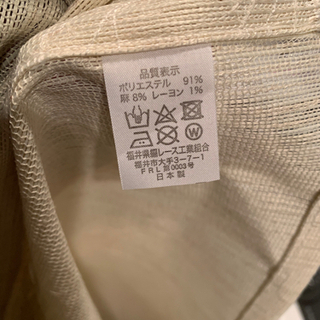 品質表示
ポリエステル 91%
麻 8% レーヨン 1%
W
福井県編レース工業組合
福井市大手3-7-1
FRL 担0003号
日本製